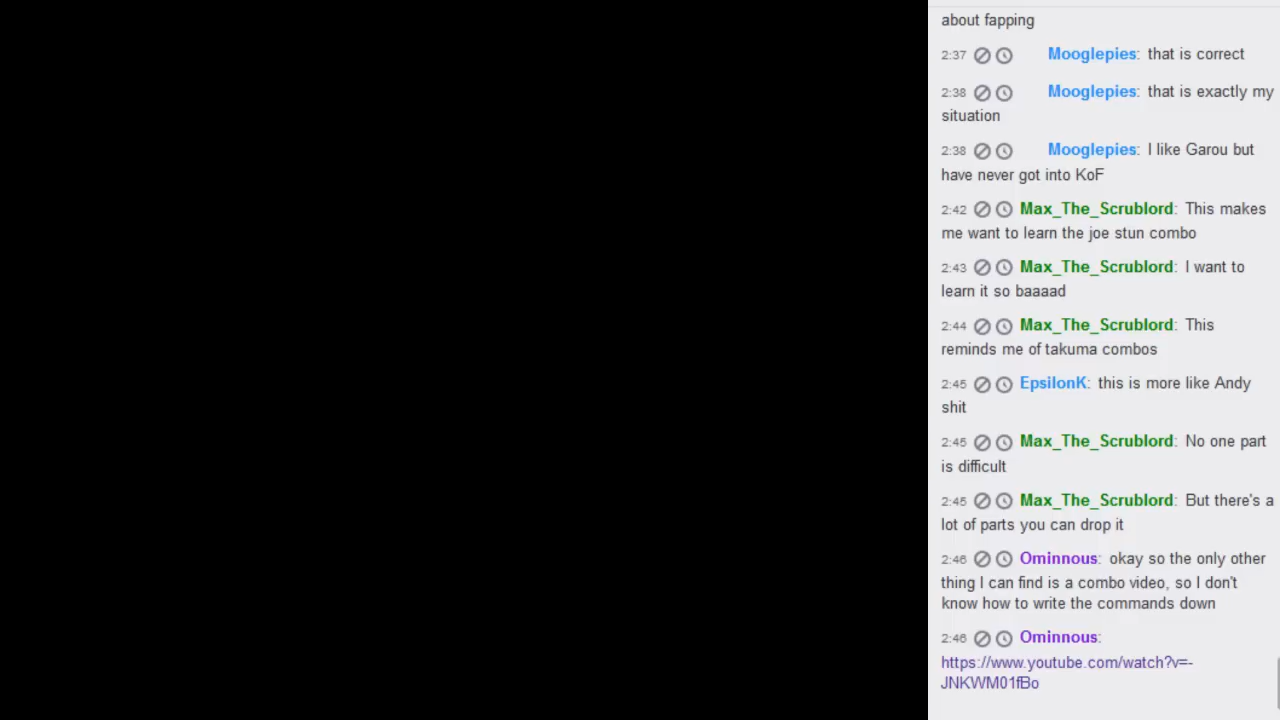 about fapping
2:37 Mooglepies: that is correct
2:38 Mooglepies: that is exactly my
situation
2:38 Mooglepies: I like Garou but
have never got into KoF
2:42 Max_The_Scrublord: This makes
me want to learn the joe stun combo
2:43 Max_The_Scrublord: I want to
learn it so baaaad
2:44 Max_The_Scrublord: This
reminds me of takuma combos
2:45 EpsilonK: this is more like Andy
shit
2:45 Max_The_Scrublord: No one part
is difficult
2:45 Max_The_Scrublord: But there's a
lot of parts you can drop it
2:46 Ominnous: okay so the only other
thing I can find is a combo video, so I don't
know how to write the commands down
2:46 Ominnous:
https://www.youtube.com/watch?v=-
JNKWM01fBo